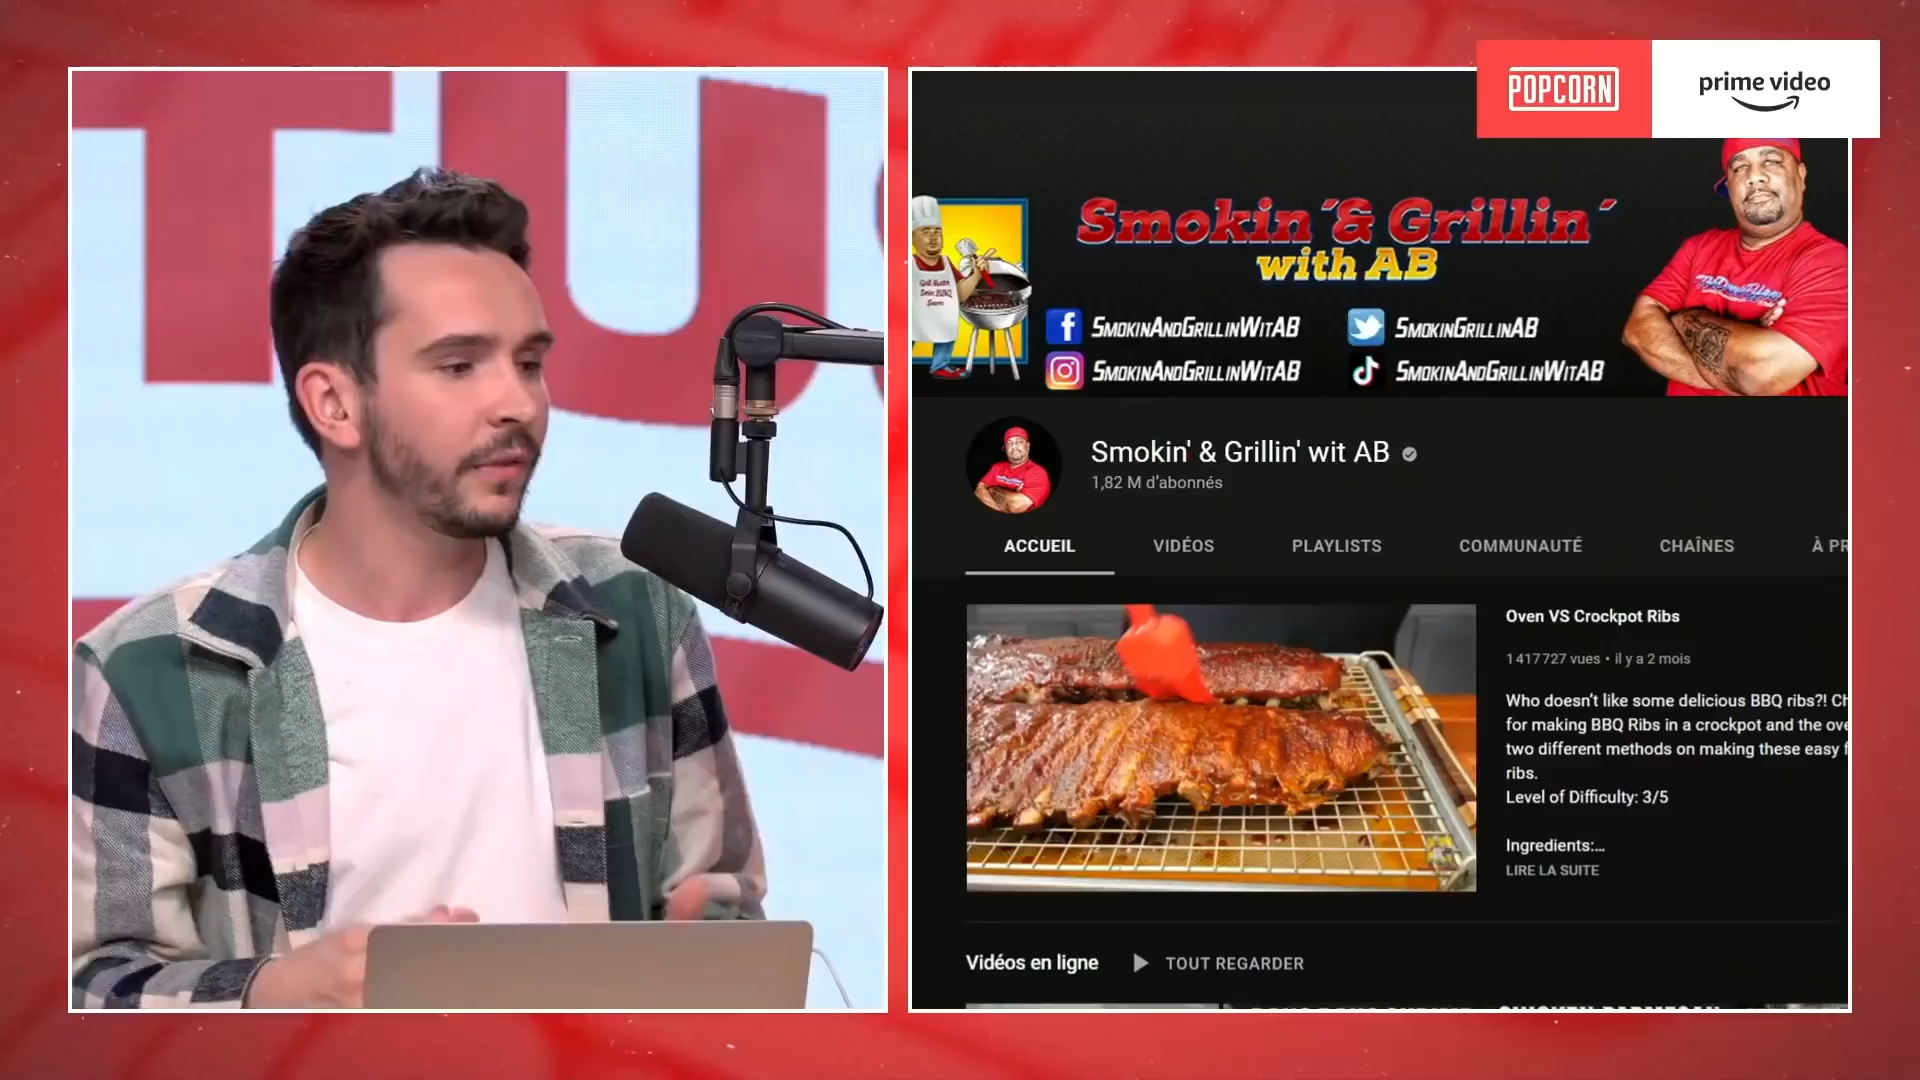 POPCORN
prime video
Smokin´& Grillin´
with AB
SmokinAndGrillinWitAB
SmokinGrillinAB
SmokinAndGrillinWitAB
SmokinAndGrillinWitAB
Smokin' & Grillin' wit AB
1,82 M d'abonnés
ACCUEIL
VIDÉOS
PLAYLISTS
COMMUNAUTÉ
CHAÎNES
À PR
Oven VS Crockpot Ribs
1 417 727 vues • il y a 2 mois
Who doesn't like some delicious BBQ ribs?! Ch
for making BBQ Ribs in a crockpot and the ove
two different methods on making these easy f
ribs.
Level of Difficulty: 3/5
Ingredients:...
LIRE LA SUITE
Vidéos en ligne
TOUT REGARDER